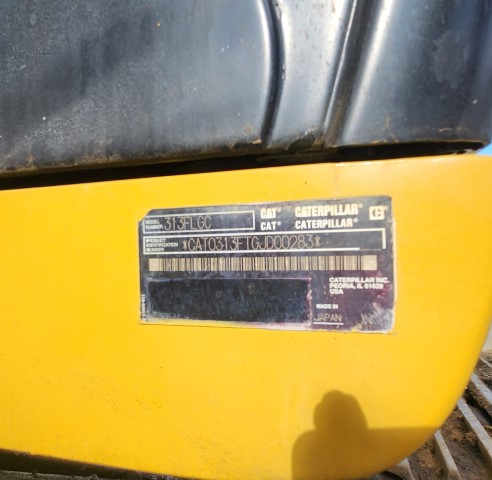 MODEL NUMBER 313FLGC CAT CATERPILLAR
CAT® CATERPILLAR®
PRODUCT IDENTIFICATION NUMBER *CAT0313FTGJD00283*
CATERPILLAR INC.
PEORIA, IL 61629
USA
MADE IN
JAPAN